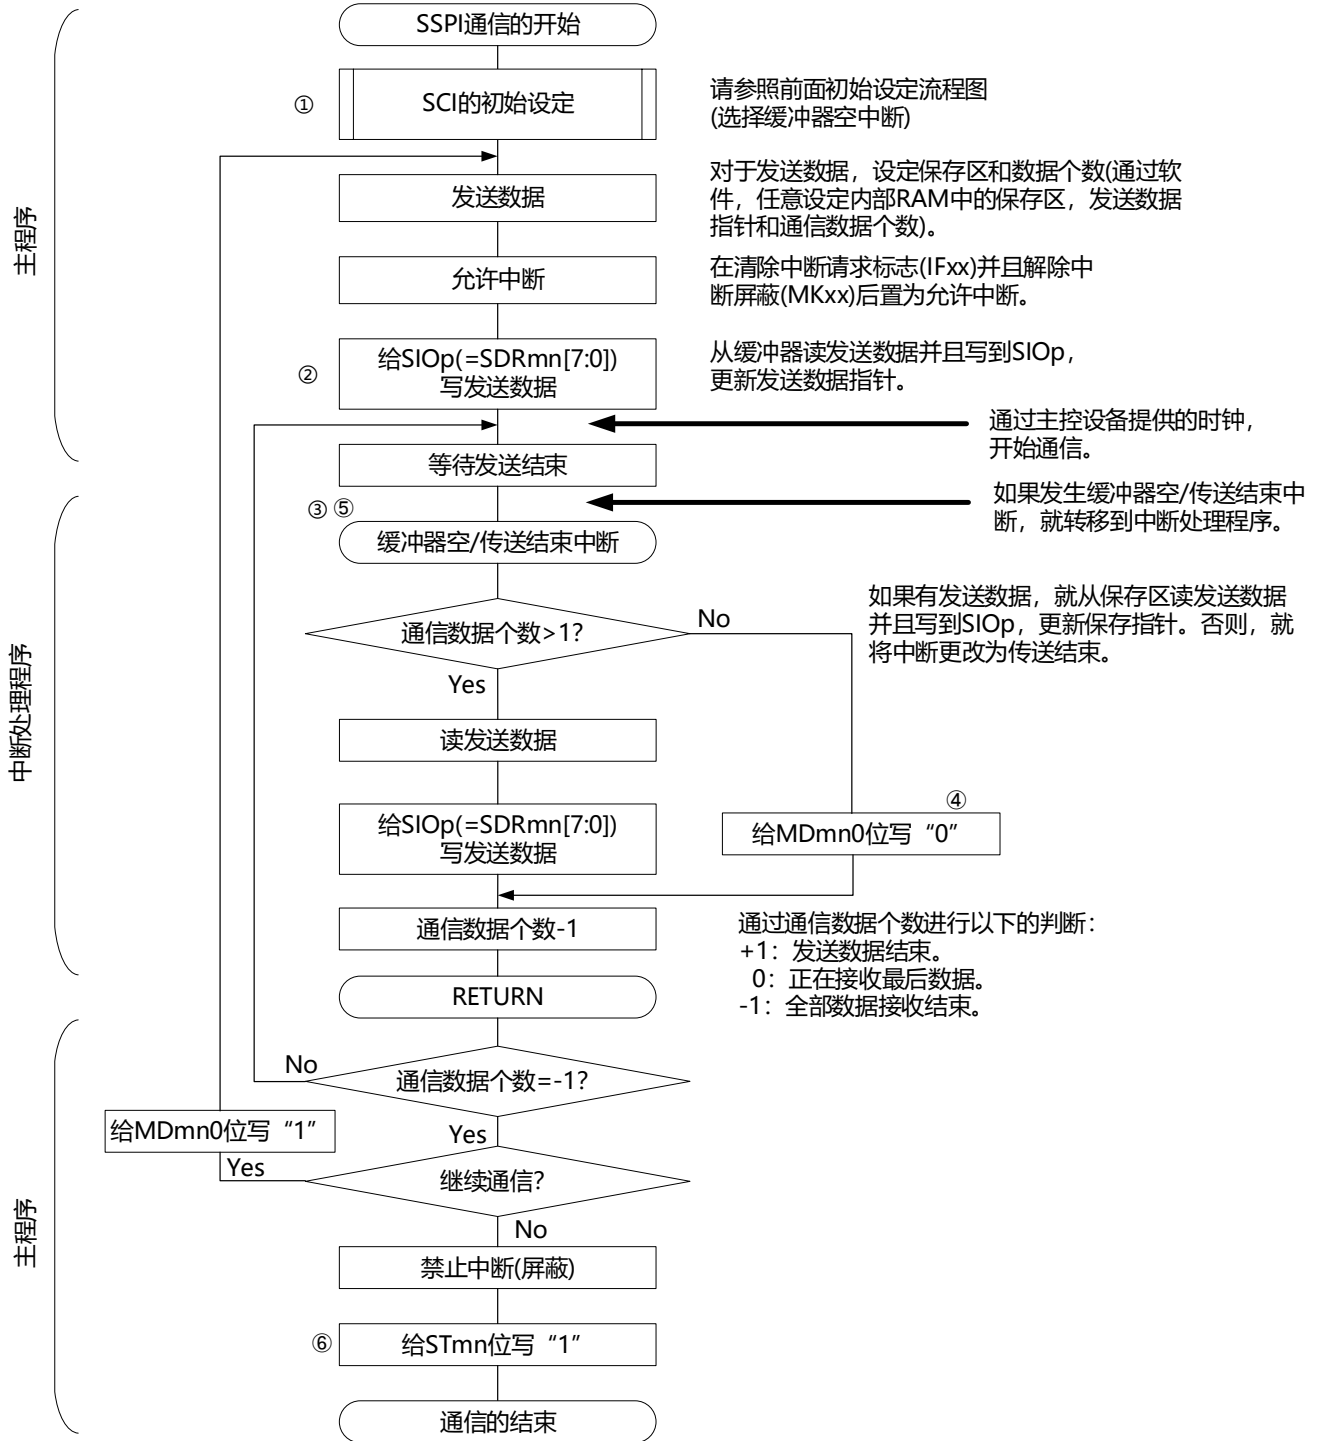 SSPI通信的开始
①
SCI的初始设定
请参照前面初始设定流程图
(选择缓冲器空中断)
主程序
发送数据
对于发送数据，设定保存区和数据个数(通过软
件，任意设定内部RAM中的保存区，发送数据
指针和通信数据个数)。
允许中断
在清除中断请求标志(IFxx)并且解除中
断屏蔽(MKxx)后置为允许中断。
②
给SIOp(=SDRmn[7:0])
写发送数据
从缓冲器读发送数据并且写到SIOp，
更新发送数据指针。
通过主控设备提供的时钟，
开始通信。
等待发送结束
③ ⑤
如果发生缓冲器空/传送结束中
断，就转移到中断处理程序。
缓冲器空/传送结束中断
中断处理程序
通信数据个数>1?
No
Yes
如果有发送数据，就从保存区读发送数据
并且写到SIOp，更新保存指针。否则，就
将中断更改为传送结束。
读发送数据
给SIOp(=SDRmn[7:0])
写发送数据
④
给MDmn0位写“0”
通信数据个数-1
通过通信数据个数进行以下的判断：
+1：发送数据结束。
0：正在接收最后数据。
-1：全部数据接收结束。
RETURN
主程序
No
通信数据个数=-1?
给MDmn0位写“1”
Yes
Yes
继续通信?
No
禁止中断(屏蔽)
⑥
给STmn位写“1”
通信的结束